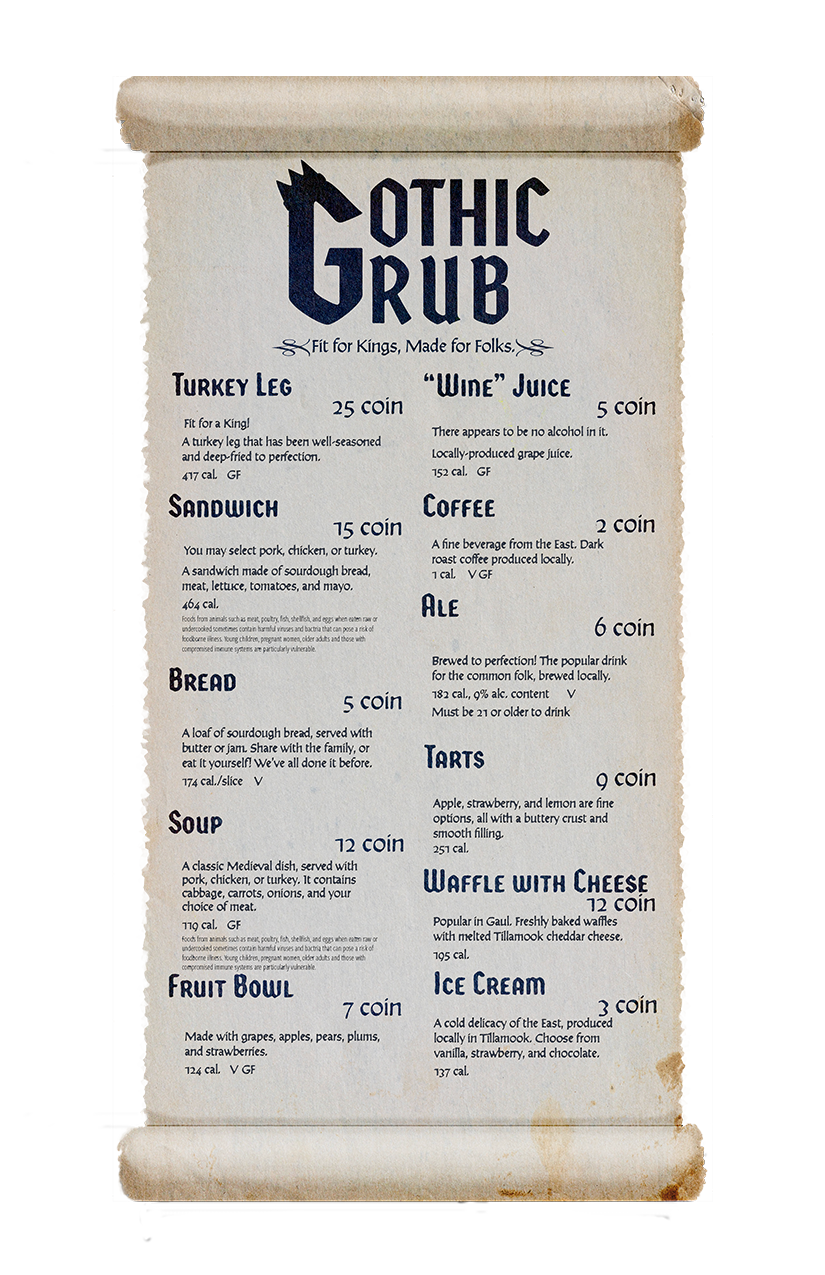 GOTHIC
GRUB
Fit for Kings, Made for Folks.
Turkey Leg
25 coin
Fit for a King!
A turkey leg that has been well-seasoned
and deep-fried to perfection.
417 cal. GF
Sandwich
15 coin
You may select pork, chicken, or turkey.
A sandwich made of sourdough bread,
meat, lettuce, tomatoes, and mayo.
464 cal.
Foods from animals such as meat, poultry, fish, shellfish, and eggs when eaten raw or
undercooked sometimes contain harmful viruses and bactria that can pose a risk of
foodborne illness. Young children, pregnant women, older adults and those with
compromised immune systems are particularly vulnerable.
Bread
5 coin
A loaf of sourdough bread, served with
butter or jam. Share with the family, or
eat it yourself! We've all done it before.
174 cal./slice V
Soup
12 coin
A classic Medieval dish, served with
pork, chicken, or turkey. It contains
cabbage, carrots, onions, and your
choice of meat.
119 cal. GF
Foods from animals such as meat, poultry, fish, shellfish, and eggs when eaten raw or
undercooked sometimes contain harmful viruses and bactria that can pose a risk of
foodborne illness. Young children, pregnant women, older adults and those with
compromised immune systems are particularly vulnerable.
Fruit Bowl
7 coin
Made with grapes, apples, pears, plums,
and strawberries.
124 cal. V GF
"Wine" Juice
5 coin
There appears to be no alcohol in it.
Locally-produced grape juice.
152 cal. GF
Coffee
2 coin
A fine beverage from the East. Dark
roast coffee produced locally.
1 cal. V GF
Ale
6 coin
Brewed to perfection! The popular drink
for the common folk, brewed locally.
182 cal., 9% alc. content V
Must be 21 or older to drink
Tarts
9 coin
Apple, strawberry, and lemon are fine
options, all with a buttery crust and
smooth filling.
251 cal.
Waffle with Cheese
12 coin
Popular in Gaul. Freshly baked waffles
with melted Tillamook cheddar cheese.
195 cal.
Ice Cream
3 coin
A cold delicacy of the East, produced
locally in Tillamook. Choose from
vanilla, strawberry, and chocolate.
137 cal.